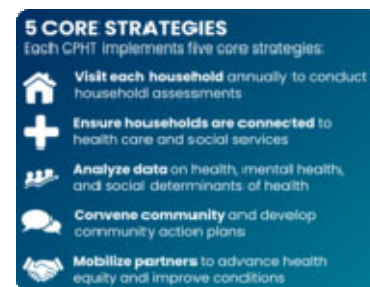 5 CORE STRATEGIES
Each CPHT implements five core strategies:
Visit each household annually to conduct
household assessments
Ensure households are connected to
health care and social services
Analyze data on health, mental health,
and social determinants of health
Convene community and develop
community action plans
Mobilize partners to advance health
equity and improve conditions